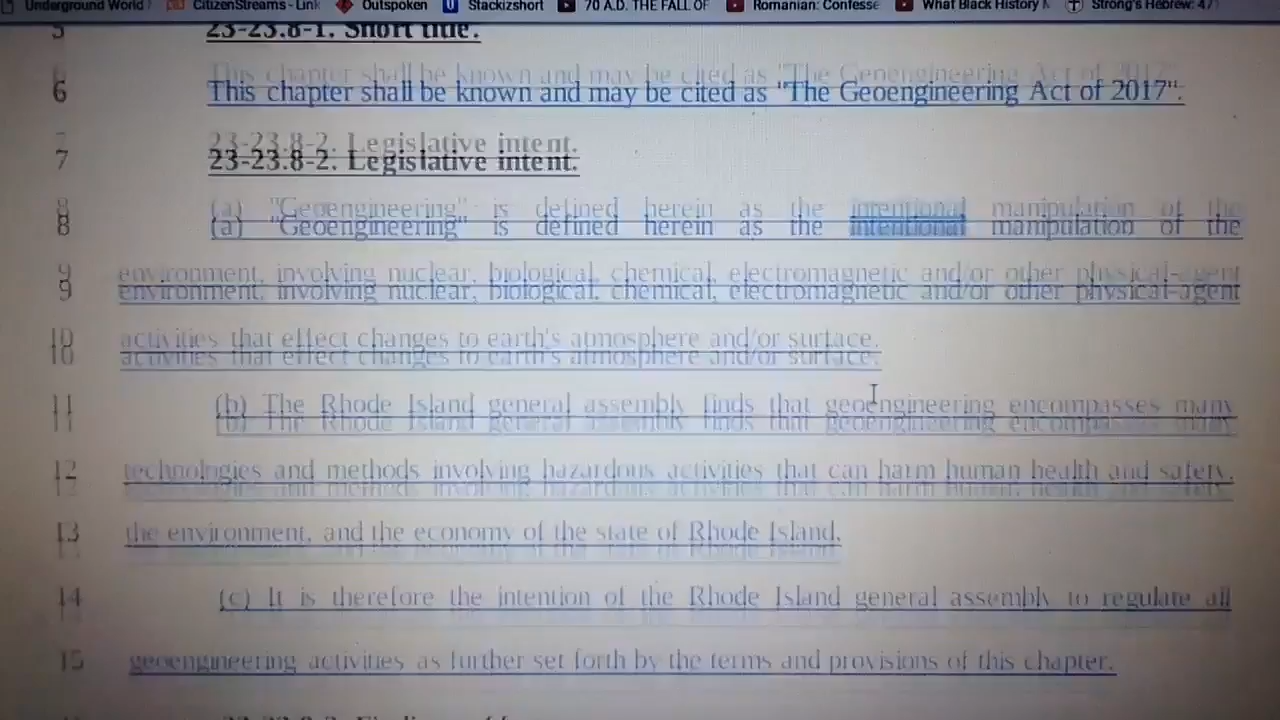 Underground World
CitizenStreams - Link
Outspoken
Stackizshort
70 A.D. THE FALL OF
Romanian: Confesse
What Black History M
Strong's Hebrew: 47
5 23-23.8-1. Short title.
6 This chapter shall be known and may be cited as "The Geoengineering Act of 2017".
7 23-23.8-2. Legislative intent.
8 (a) "Geoengineering" is defined herein as the intentional manipulation of the
9 environment, involving nuclear, biological, chemical, electromagnetic and/or other physical-agent
10 activities that effect changes to earth's atmosphere and/or surface.
11 (b) The Rhode Island general assembly finds that geoengineering encompasses many
12 technologies and methods involving hazardous activities that can harm human health and safety,
13 the environment, and the economy of the state of Rhode Island.
14 (c) It is therefore the intention of the Rhode Island general assembly to regulate all
15 geoengineering activities as further set forth by the terms and provisions of this chapter.